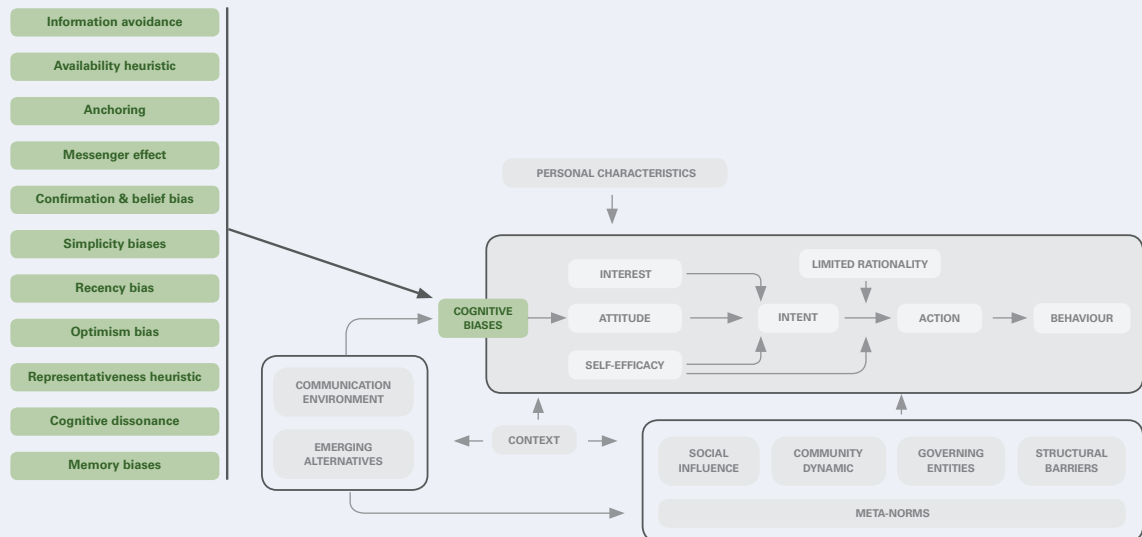 Information avoidance
Availability heuristic
Anchoring
Messenger effect
Confirmation & belief bias
Simplicity biases
Recency bias
Optimism bias
Representativeness heuristic
Cognitive dissonance
Memory biases
PERSONAL CHARACTERISTICS
INTEREST
LIMITED RATIONALITY
COGNITIVE
BIASES
ATTITUDE
INTENT
ACTION
BEHAVIOUR
SELF-EFFICACY
COMMUNICATION
ENVIRONMENT
EMERGING
ALTERNATIVES
CONTEXT
SOCIAL
INFLUENCE
COMMUNITY
DYNAMIC
GOVERNING
ENTITIES
STRUCTURAL
BARRIERS
META-NORMS